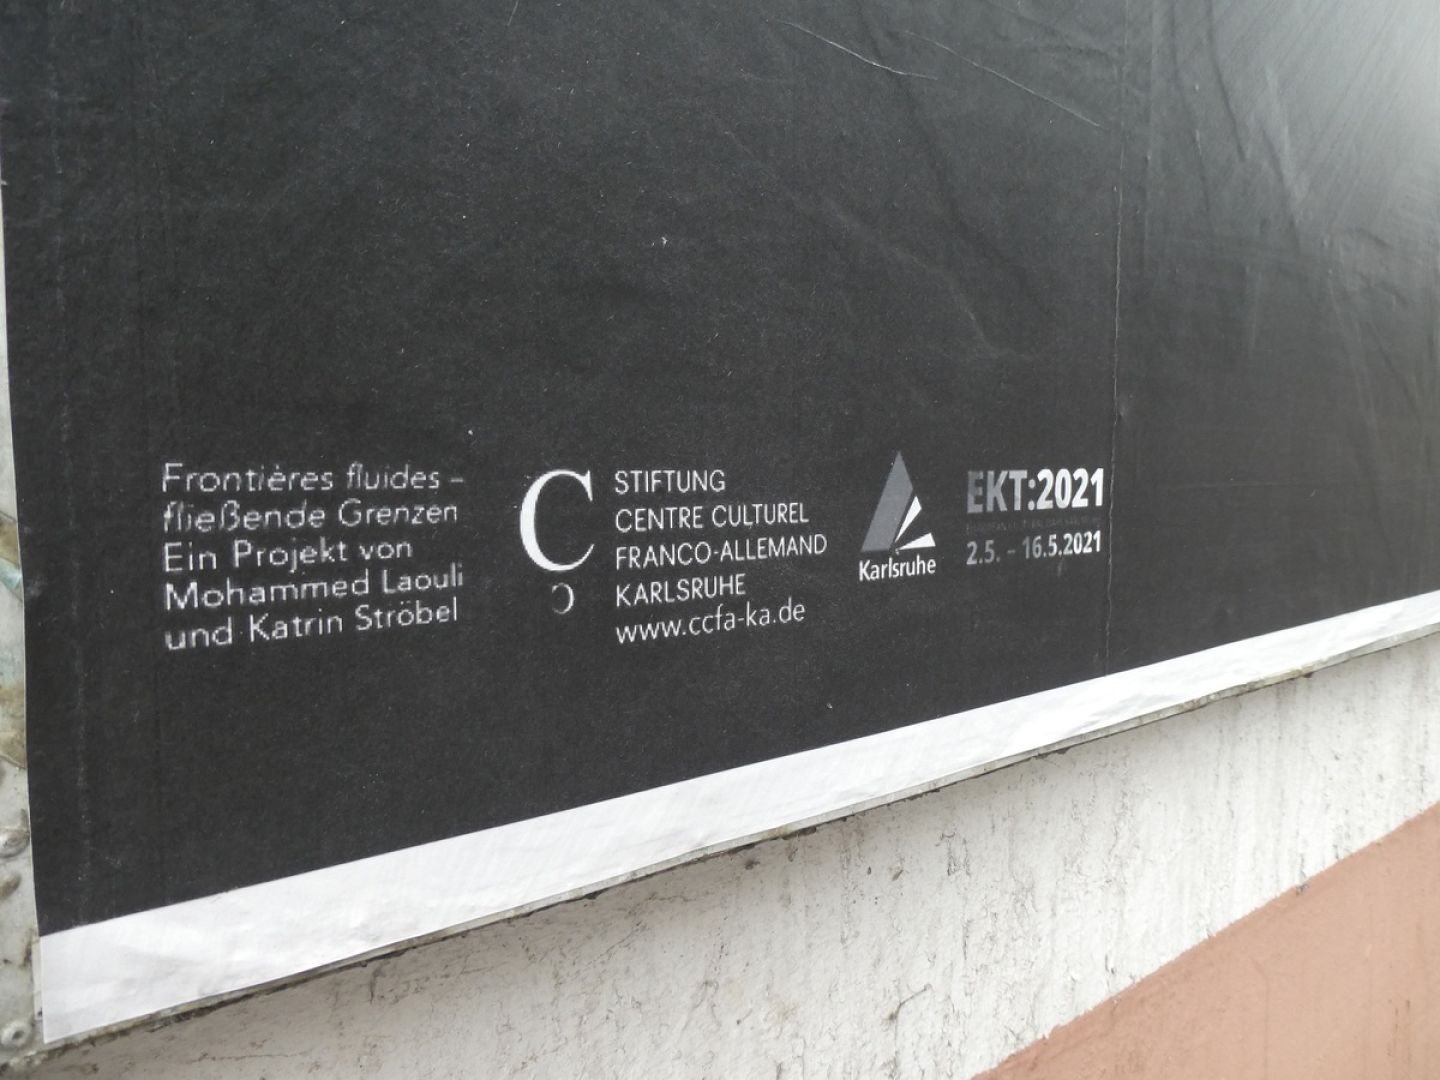 Frontières fluides –
fließende Grenzen
Ein Projekt von
Mohammed Laouli
und Katrin Ströbel
STIFTUNG
CENTRE CULTUREL
FRANCO-ALLEMAND
KARLSRUHE
www.ccfa-ka.de
Karlsruhe
EKT:2021
2.5. – 16.5.2021